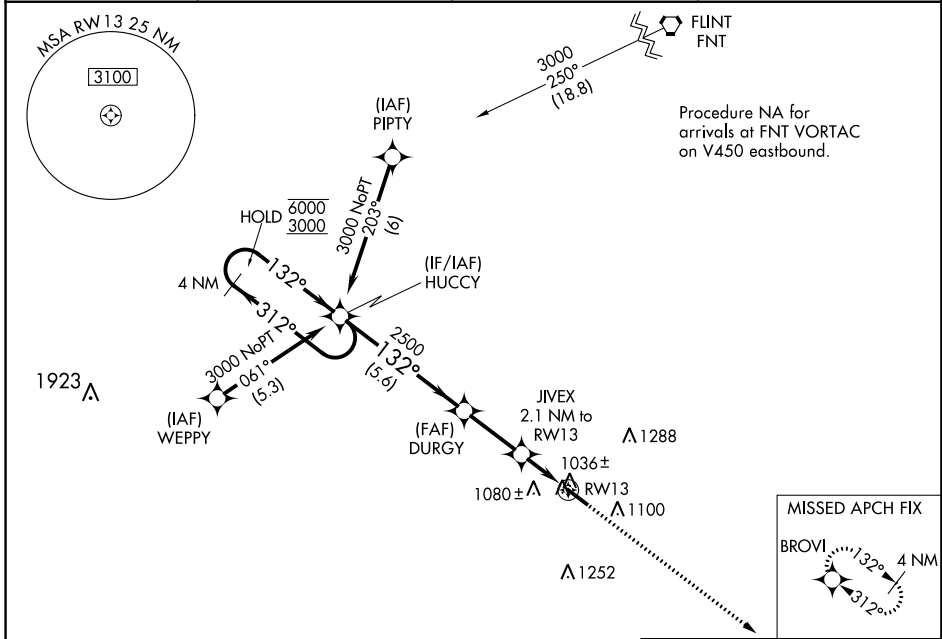 MSA RW13 25 NM
3100
FLINT
FNT
3000
250°
(18.8)
Procedure NA for
arrivals at FNT VORTAC
on V450 eastbound.
(IAF)
PIPTY
3000 NoPT
203°
(6)
HOLD
6000
3000
4 NM
132°
312°
(IF/IAF)
HUCCY
3000 NoPT
061°
(5.3)
2500
132°
(5.6)
1923
(IAF)
WEPPY
(FAF)
DURGY
JIVEX
2.1 NM to
RW13
1288
1036±
1080±
RW13
1100
1252
MISSED APCH FIX
BROVI
132°
4 NM
312°